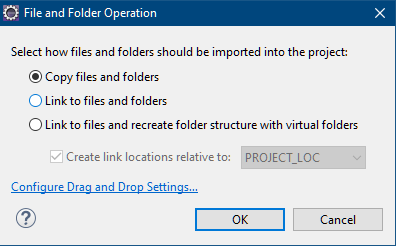 File and Folder Operation
Select how files and folders should be imported into the project:
Copy files and folders
Link to files and folders
Link to files and recreate folder structure with virtual folders
Create link locations relative to: PROJECT_LOC
Configure Drag and Drop Settings...
? OK Cancel